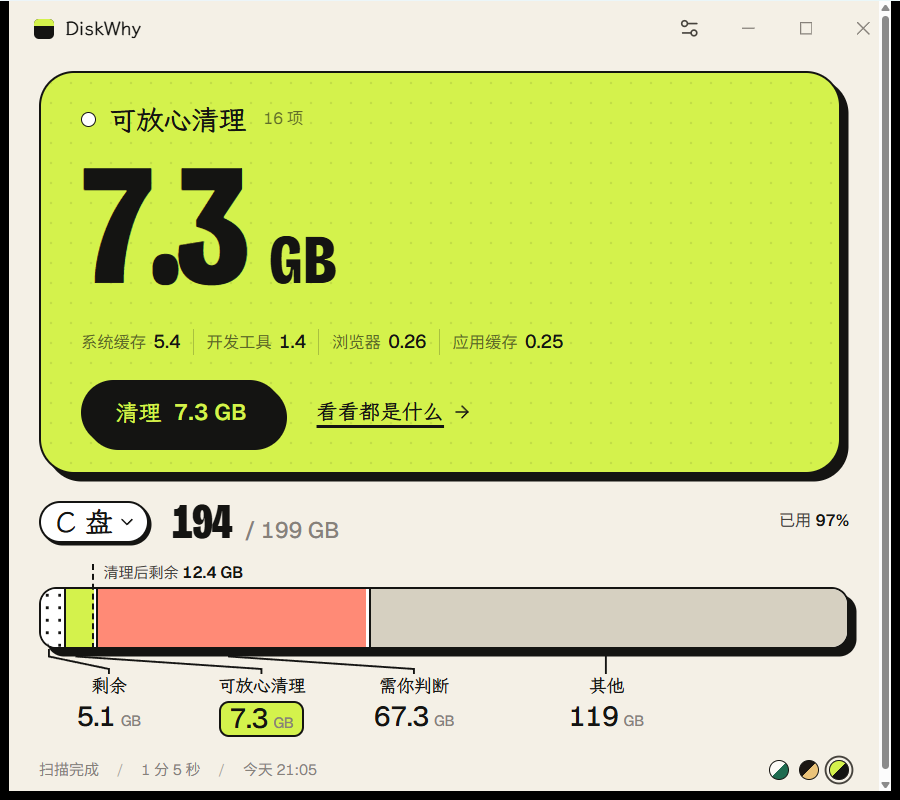 DiskWhy
可放心清理 16 项
7.3 GB
系统缓存 5.4 开发工具 1.4 浏览器 0.26 应用缓存 0.25
清理 7.3 GB 看看都是什么 →
C 盘 194 / 199 GB 已用 97%
清理后剩余 12.4 GB
剩余 可放心清理 需你判断 其他
5.1 GB 7.3 GB 67.3 GB 119 GB
扫描完成 / 1 分 5 秒 / 今天 21:05